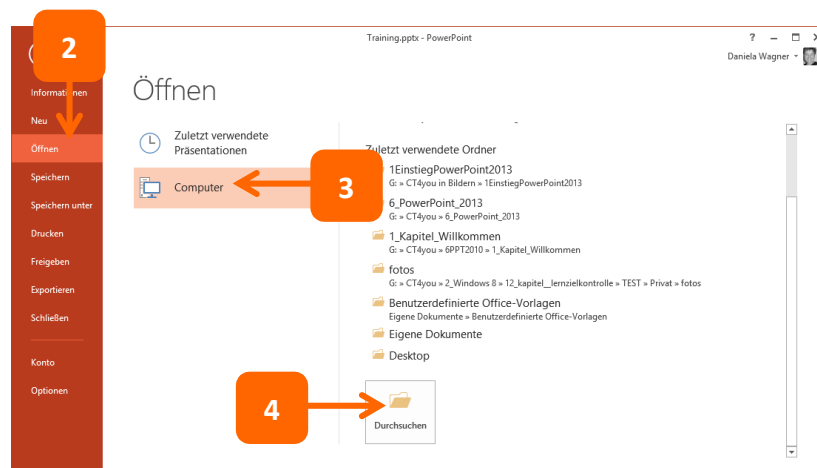 Training.pptx - PowerPoint
?
Daniela Wagner
2
Informationen
Neu
Öffnen
Speichern
Speichern unter
Drucken
Freigeben
Exportieren
Schließen
Konto
Optionen
Öffnen
Zuletzt verwendete
Präsentationen
Computer
3
Zuletzt verwendete Ordner
1EinstiegPowerPoint2013
G: » CT4you in Bildern » 1EinstiegPowerPoint2013
6_PowerPoint_2013
G: » CT4you » 6_PowerPoint_2013
1_Kapitel_Willkommen
G: » CT4you » 6PPT2010 » 1_Kapitel_Willkommen
fotos
G: » CT4you » 2_Windows 8 » 12_kapitel__lernzielkontrolle » TEST » Privat » fotos
Benutzerdefinierte Office-Vorlagen
Eigene Dokumente » Benutzerdefinierte Office-Vorlagen
Eigene Dokumente
Desktop
4
Durchsuchen